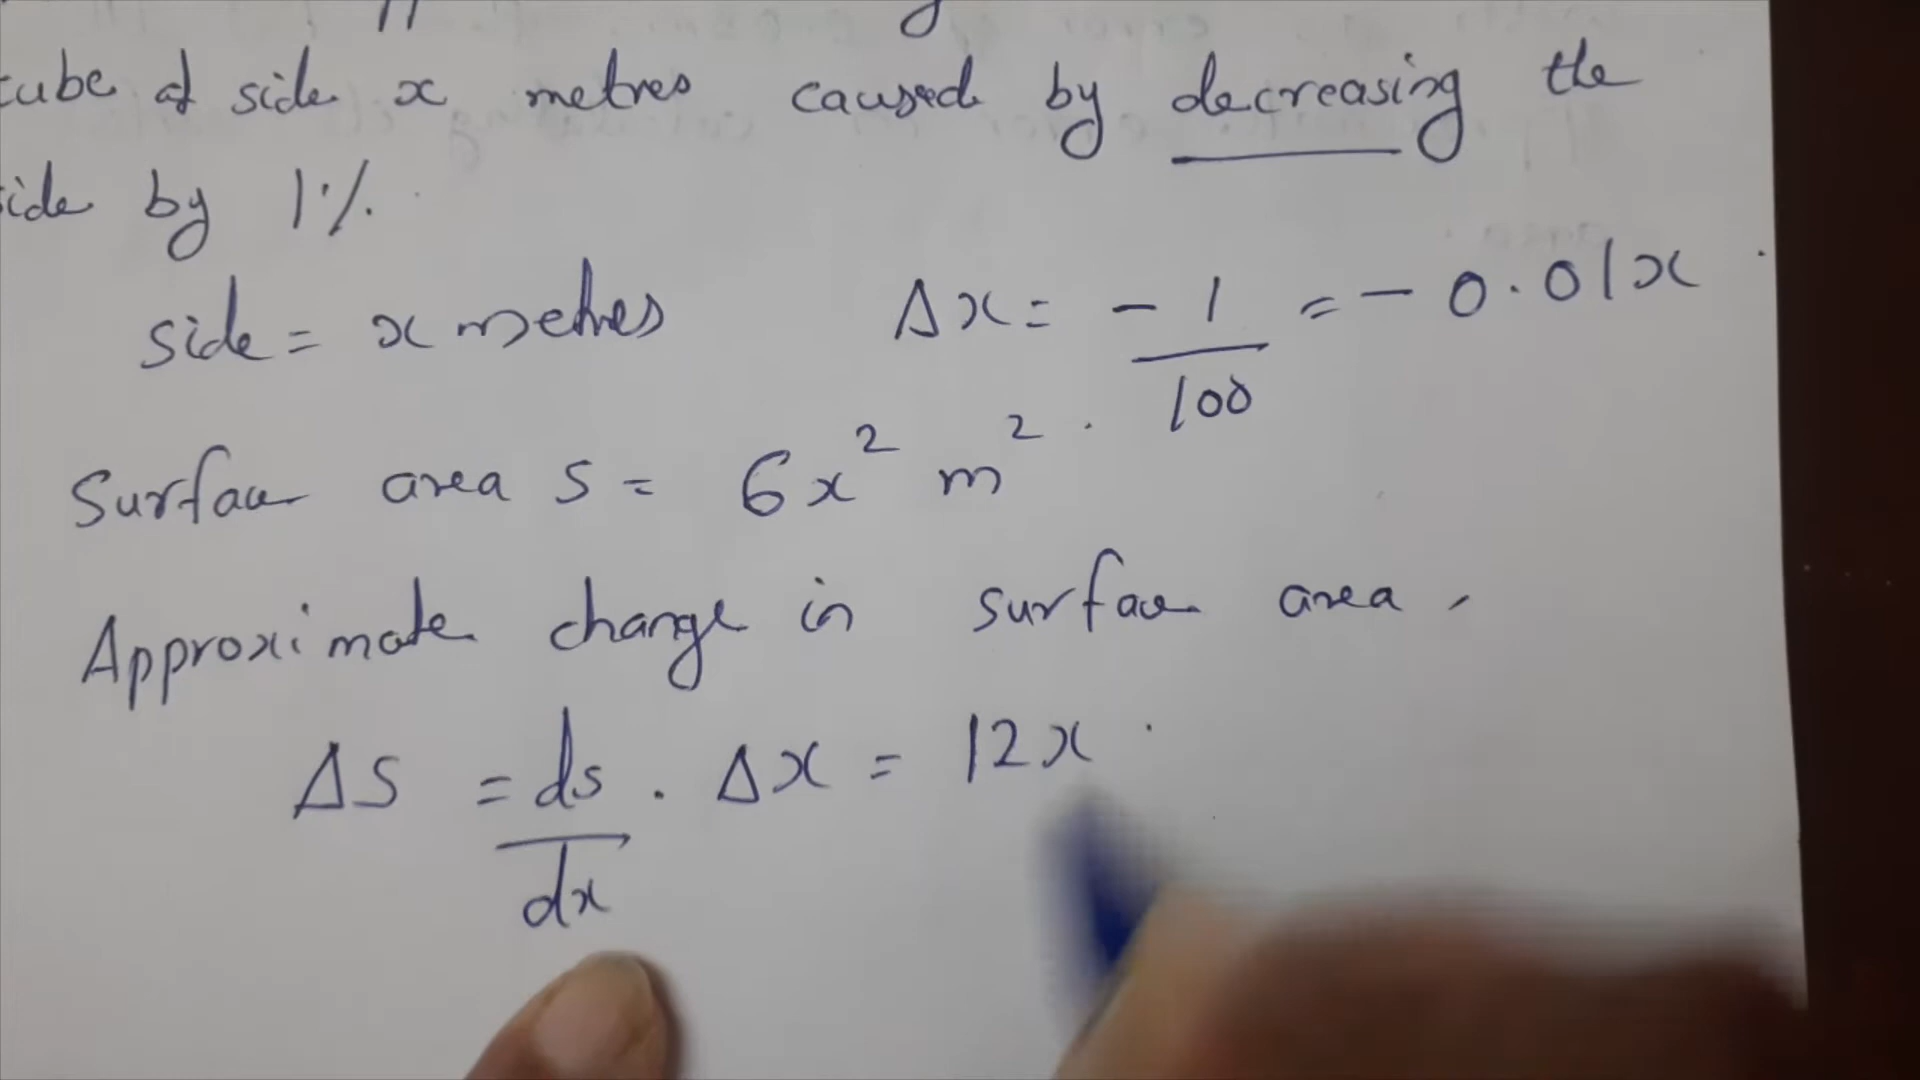 cube of side x metres caused by decreasing the
side by 1%.
side = x metres Δx = -1/100 = -0.01x
Surface area S = 6x² m².
Approximate change in surface area,
ΔS = ds/dx . Δx = 12x .